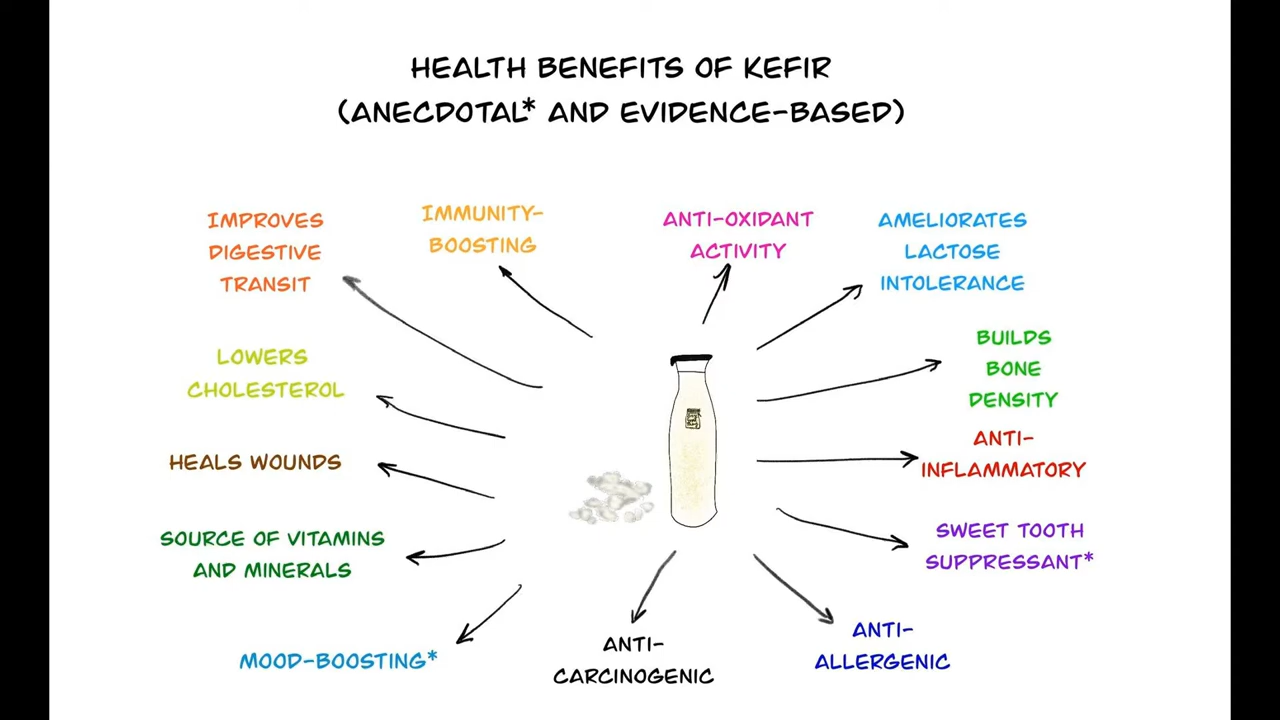 HEALTH BENEFITS OF KEFIR
(ANECDOTAL* AND EVIDENCE-BASED)
IMPROVES
DIGESTIVE
TRANSIT
IMMUNITY-
BOOSTING
ANTI-OXIDANT
ACTIVITY
AMELIORATES
LACTOSE
INTOLERANCE
LOWERS
CHOLESTEROL
BUILDS
BONE
DENSITY
HEALS WOUNDS
ANTI-
INFLAMMATORY
SOURCE OF VITAMINS
AND MINERALS
SWEET TOOTH
SUPPRESSANT*
MOOD-BOOSTING*
ANTI-
CARCINOGENIC
ANTI-
ALLERGENIC